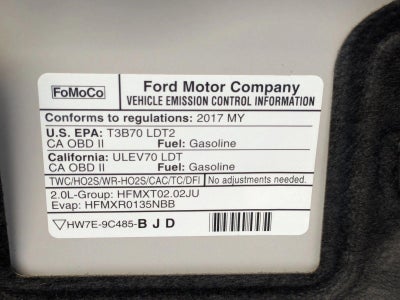 FoMoCo
Ford Motor Company
VEHICLE EMISSION CONTROL INFORMATION
Conforms to regulations: 2017 MY
U.S. EPA: T3B70 LDT2
CA OBD II Fuel: Gasoline
California: ULEV70 LDT
CA OBD II Fuel: Gasoline
TWC/HO2S/WR-HO2S/CAC/TC/DFI No adjustments needed.
2.0L-Group: HFMXT02.02JU
Evap: HFMXR0135NBB
HW7E-9C485-B J D